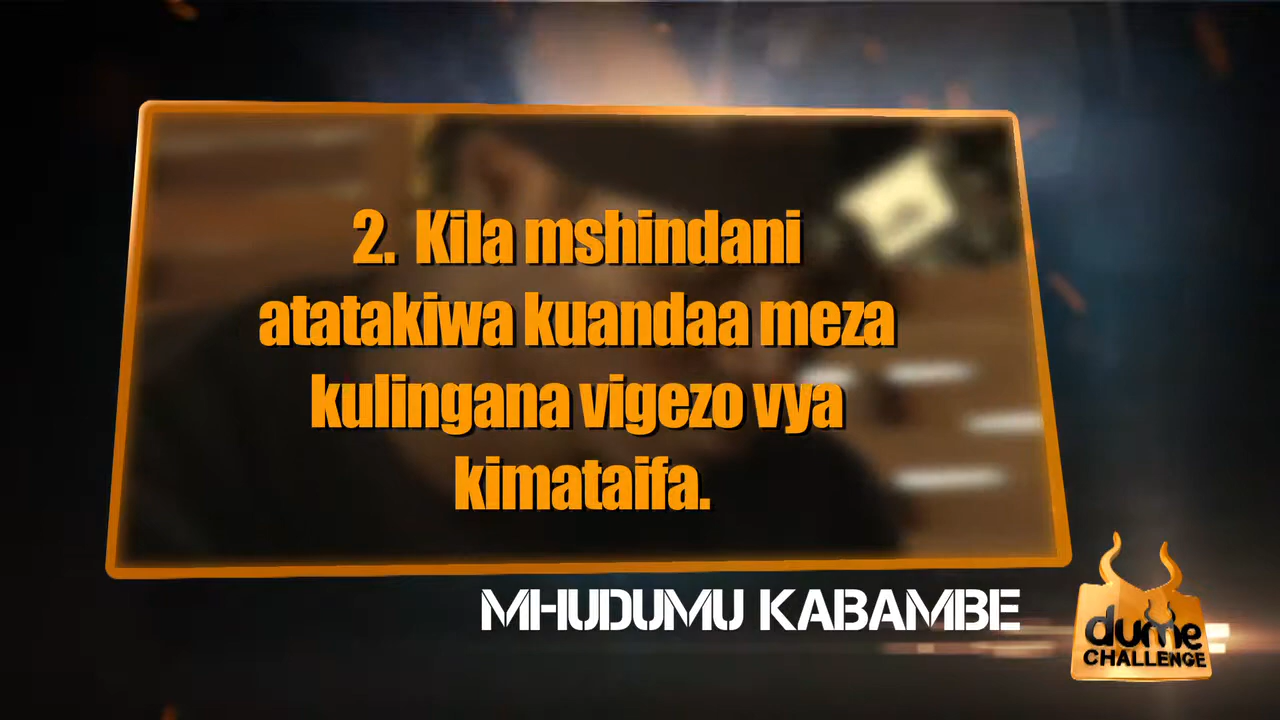 2. Kila mshindani
atatakiwa kuandaa meza
kulingana vigezo vya
kimataifa.
MHUDUMU KABAMBE
dume
CHALLENGE